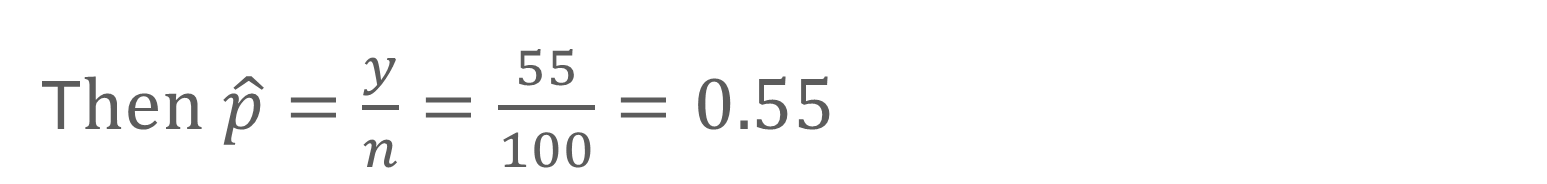 Then p̂ = y/n = 55/100 = 0.55